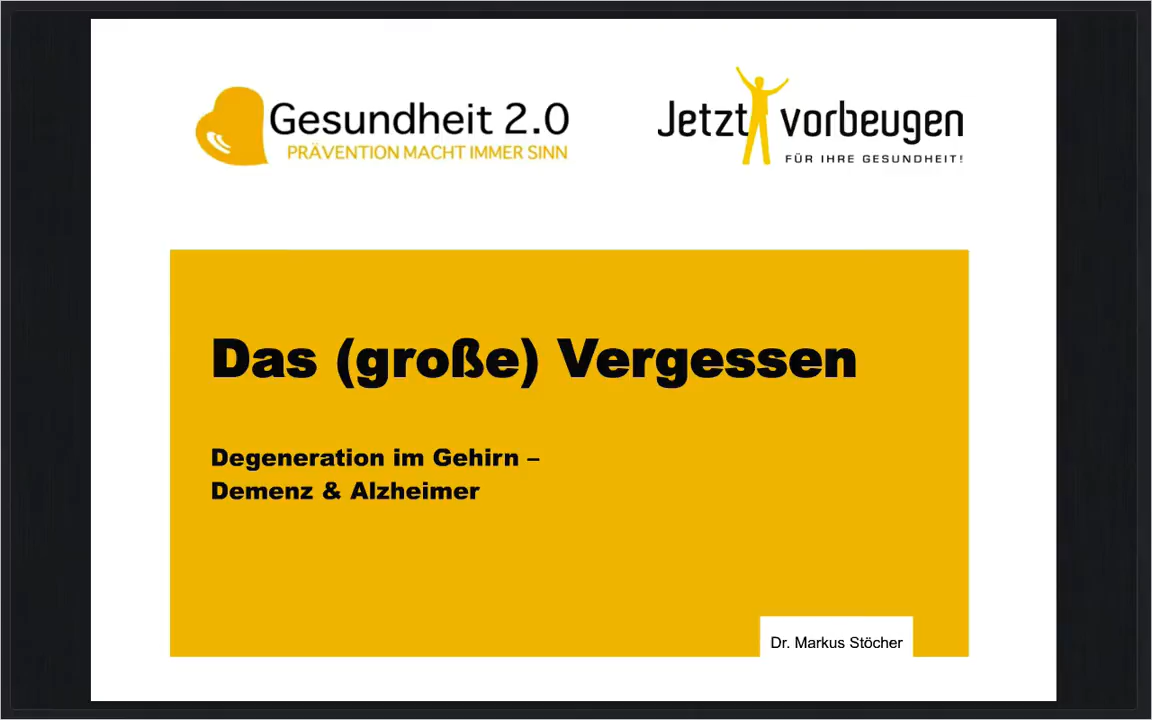 Gesundheit 2.0
PRÄVENTION MACHT IMMER SINN
Jetzt vorbeugen
FÜR IHRE GESUNDHEIT!
Das (große) Vergessen
Degeneration im Gehirn –
Demenz & Alzheimer
Dr. Markus Stöcher